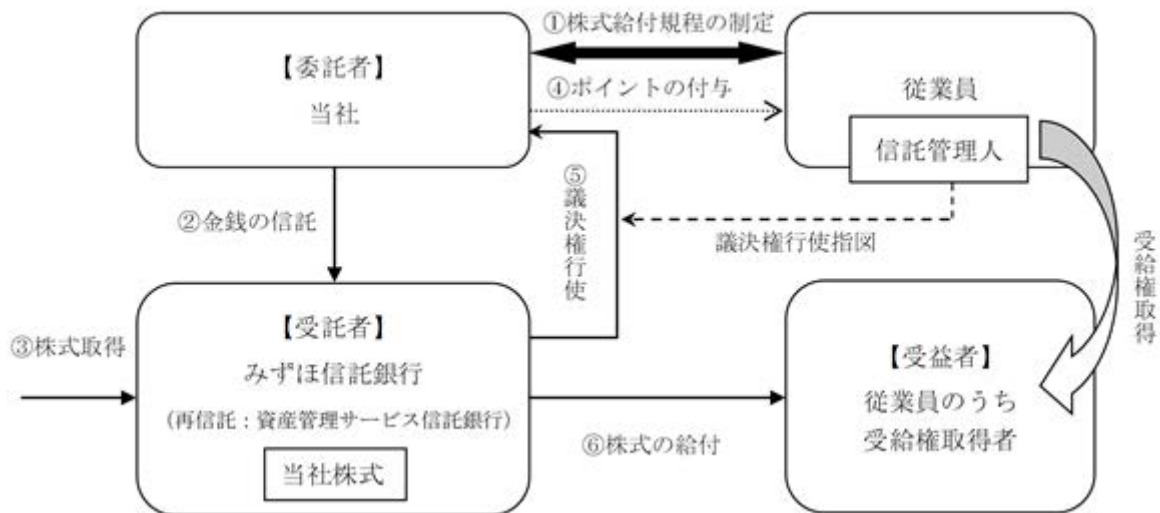 ①株式給付規程の制定
【委託者】
当社
④ポイントの付与
従業員
信託管理人
②金銭の信託
⑤議決権行使
議決権行使指図
受給権取得
③株式取得
【受託者】
みずほ信託銀行
(再信託：資産管理サービス信託銀行)
当社株式
⑥株式の給付
【受益者】
従業員のうち
受給権取得者